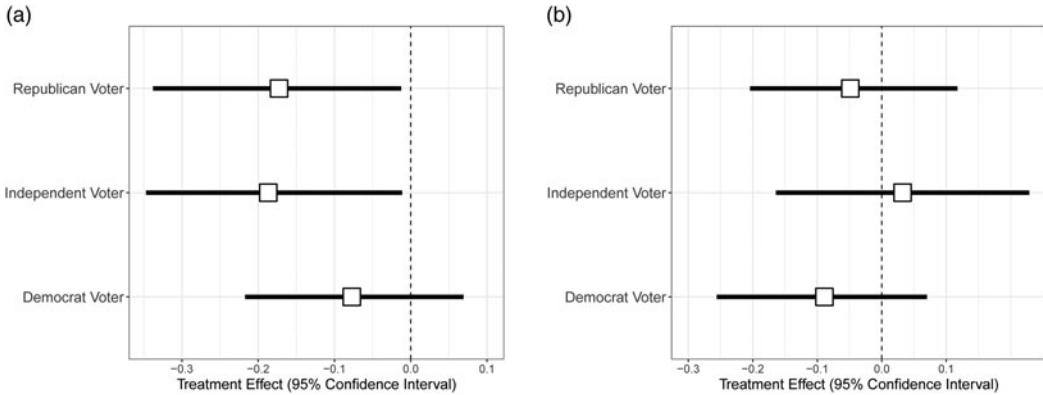 (a)
Republican Voter
Independent Voter
Democrat Voter
−0.3 −0.2 −0.1 0.0 0.1
Treatment Effect (95% Confidence Interval)
(b)
Republican Voter
Independent Voter
Democrat Voter
−0.3 −0.2 −0.1 0.0 0.1
Treatment Effect (95% Confidence Interval)